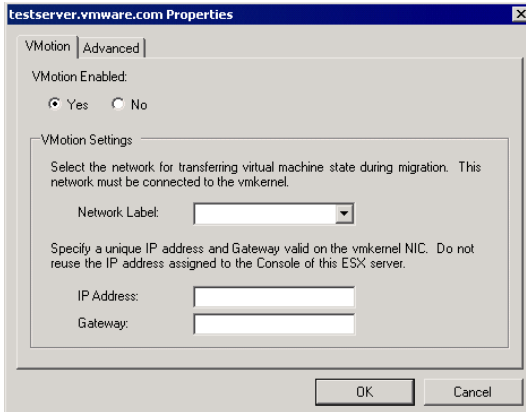 testserver.vmware.com Properties
VMotion
Advanced
VMotion Enabled:
Yes
No
VMotion Settings
Select the network for transferring virtual machine state during migration. This
network must be connected to the vmkernel.
Network Label:
Specify a unique IP address and Gateway valid on the vmkernel NIC. Do not
reuse the IP address assigned to the Console of this ESX server.
IP Address:
Gateway:
OK
Cancel